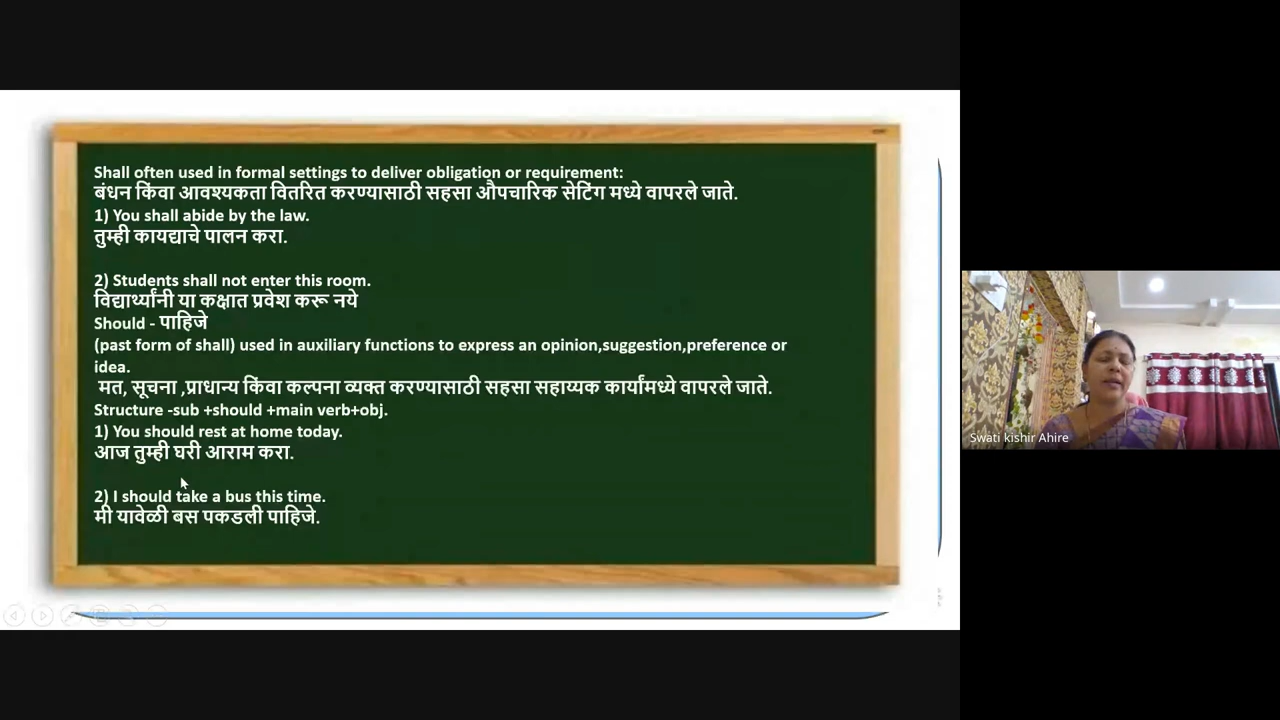 Shall often used in formal settings to deliver obligation or requirement:
बंधन किंवा आवश्यकता वितरित करण्यासाठी सहसा औपचारिक सेटिंग मध्ये वापरले जाते.
1) You shall abide by the law.
तुम्ही कायद्याचे पालन करा.
2) Students shall not enter this room.
विद्यार्थ्यांनी या कक्षात प्रवेश करू नये
Should - पाहिजे
(past form of shall) used in auxiliary functions to express an opinion,suggestion,preference or
idea.
मत, सूचना ,प्राधान्य किंवा कल्पना व्यक्त करण्यासाठी सहसा सहाय्यक कार्यांमध्ये वापरले जाते.
Structure -sub +should +main verb+obj.
1) You should rest at home today.
आज तुम्ही घरी आराम करा.
2) I should take a bus this time.
मी यावेळी बस पकडली पाहिजे.
Swati kishir Ahire